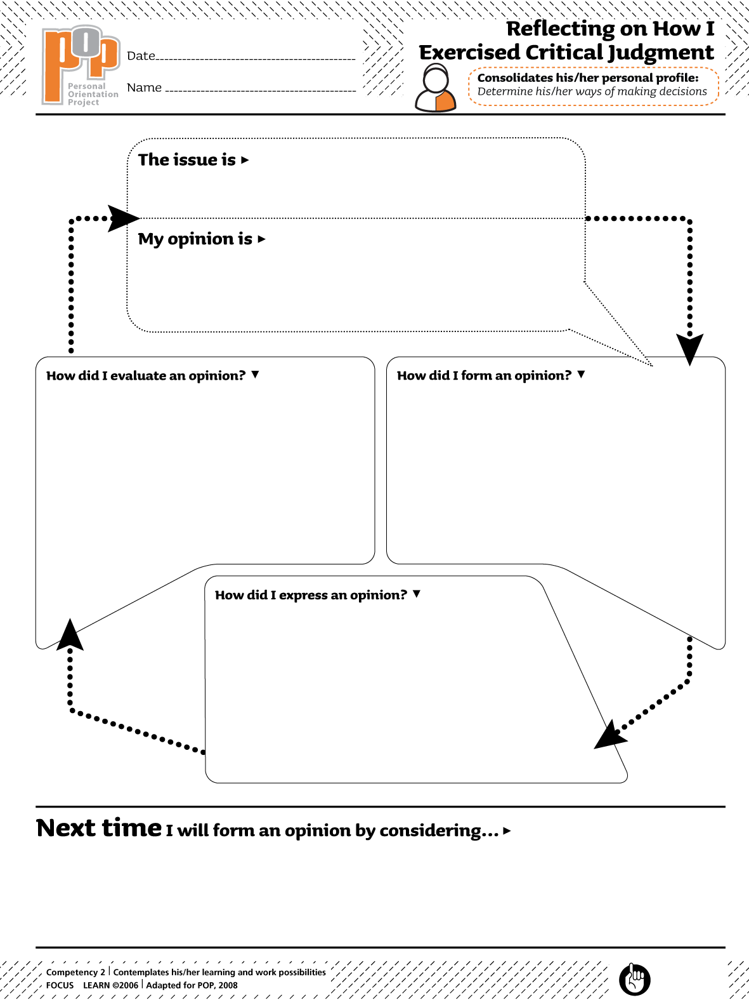 pop
Personal
Orientation
Project
Date
Name
Reflecting on How I
Exercised Critical Judgment
Consolidates his/her personal profile:
Determine his/her ways of making decisions
The issue is ►
My opinion is ►
How did I evaluate an opinion? ▼
How did I form an opinion? ▼
How did I express an opinion? ▼
Next time I will form an opinion by considering... ►
Competency 2 | Contemplates his/her learning and work possibilities
FOCUS LEARN ©2006 | Adapted for POP, 2008